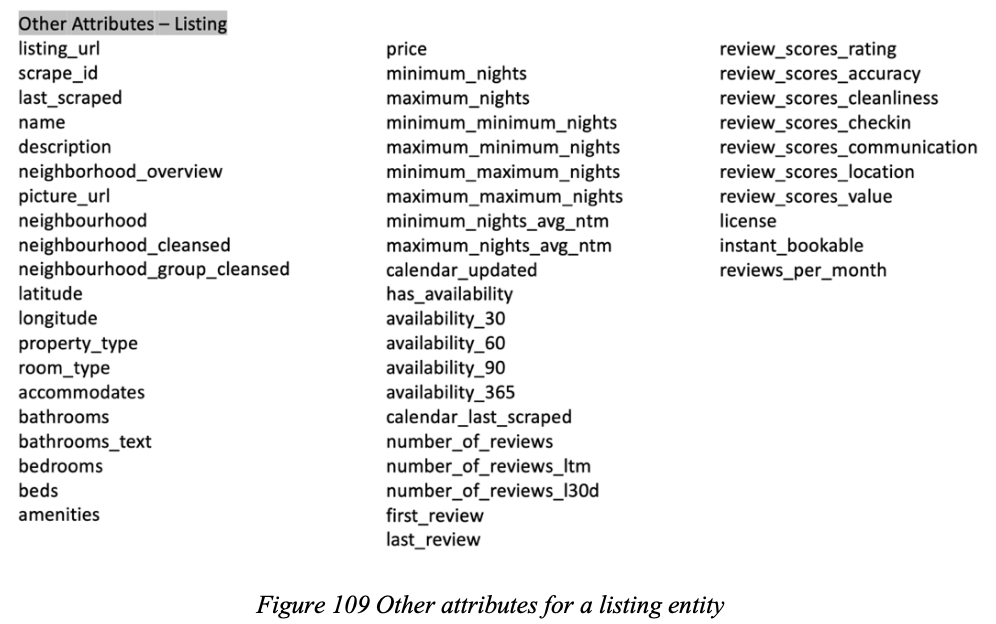 Other Attributes – Listing
listing_url
scrape_id
last_scraped
name
description
neighborhood_overview
picture_url
neighbourhood
neighbourhood_cleansed
neighbourhood_group_cleansed
latitude
longitude
property_type
room_type
accommodates
bathrooms
bathrooms_text
bedrooms
beds
amenities
price
minimum_nights
maximum_nights
minimum_minimum_nights
maximum_minimum_nights
minimum_maximum_nights
maximum_maximum_nights
minimum_nights_avg_ntm
maximum_nights_avg_ntm
calendar_updated
has_availability
availability_30
availability_60
availability_90
availability_365
calendar_last_scraped
number_of_reviews
number_of_reviews_ltm
number_of_reviews_l30d
first_review
last_review
review_scores_rating
review_scores_accuracy
review_scores_cleanliness
review_scores_checkin
review_scores_communication
review_scores_location
review_scores_value
license
instant_bookable
reviews_per_month
Figure 109 Other attributes for a listing entity